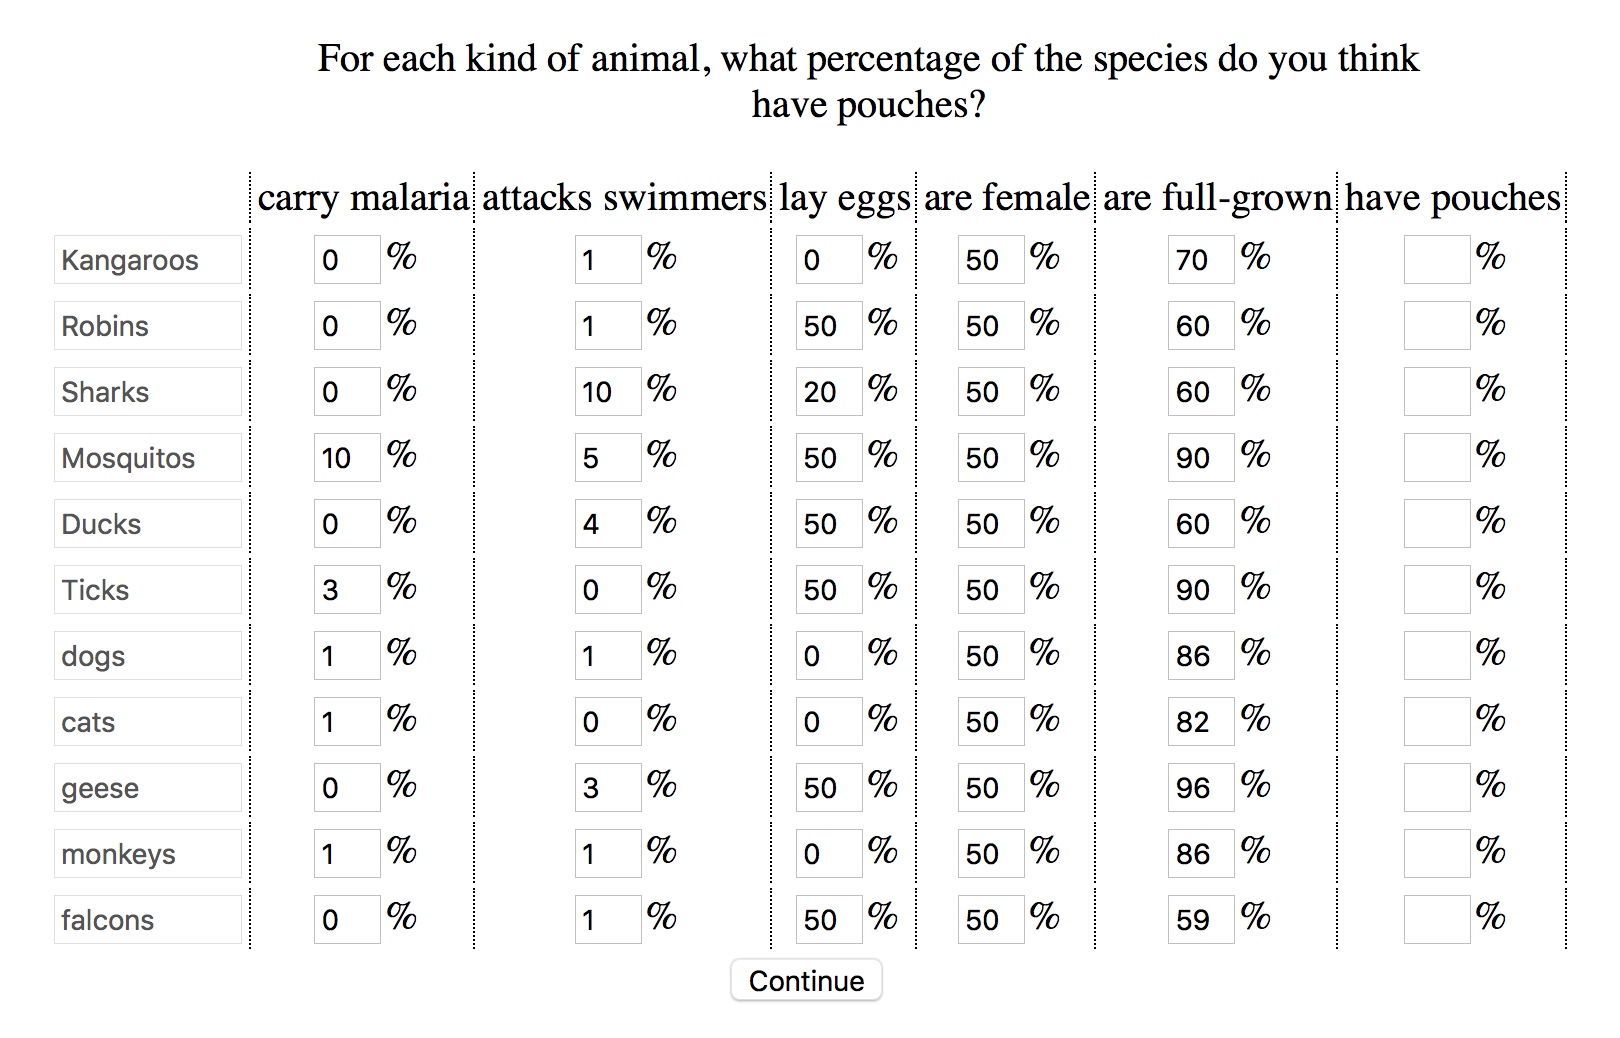 For each kind of animal, what percentage of the species do you think
have pouches?
carry malaria attacks swimmers lay eggs are female are full-grown have pouches
Kangaroos 0 % 1 % 0 % 50 % 70 % %
Robins 0 % 1 % 50 % 50 % 60 % %
Sharks 0 % 10 % 20 % 50 % 60 % %
Mosquitos 10 % 5 % 50 % 50 % 90 % %
Ducks 0 % 4 % 50 % 50 % 60 % %
Ticks 3 % 0 % 50 % 50 % 90 % %
dogs 1 % 1 % 0 % 50 % 86 % %
cats 1 % 0 % 0 % 50 % 82 % %
geese 0 % 3 % 50 % 50 % 96 % %
monkeys 1 % 1 % 0 % 50 % 86 % %
falcons 0 % 1 % 50 % 50 % 59 % %
Continue